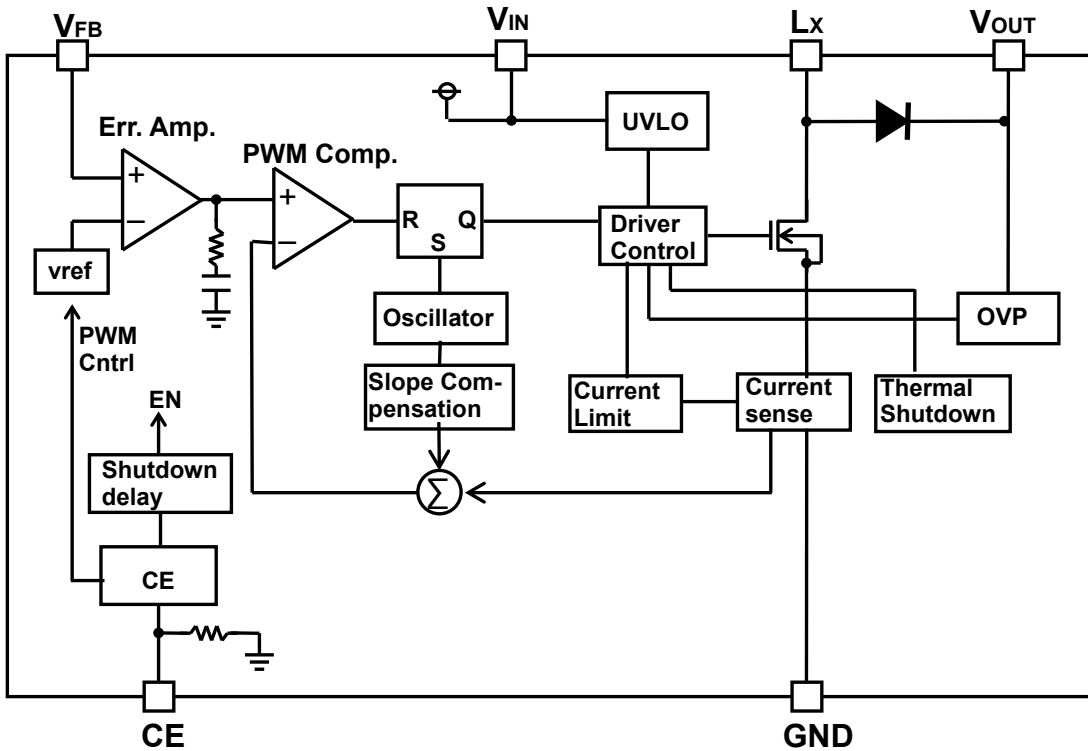 VFB
VIN
LX
VOUT
Err. Amp.
UVLO
PWM Comp.
+
−
+
−
R
Q
S
Driver
Control
vref
Oscillator
OVP
PWM
Cntrl
Slope Com-
pensation
Current
Limit
Current
sense
Thermal
Shutdown
EN
Shutdown
delay
Σ
CE
CE
GND